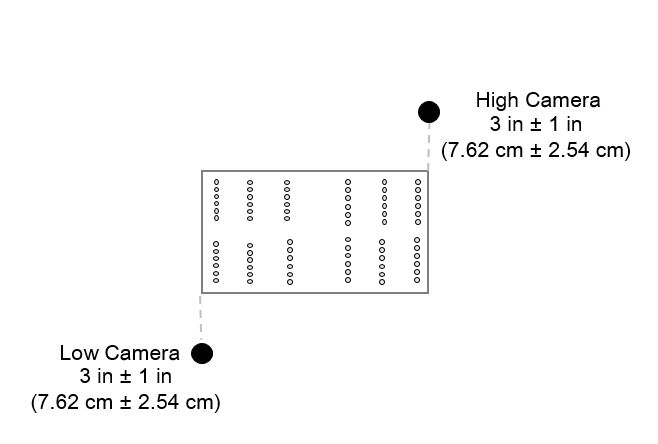 High Camera
3 in ± 1 in
(7.62 cm ± 2.54 cm)
Low Camera
3 in ± 1 in
(7.62 cm ± 2.54 cm)